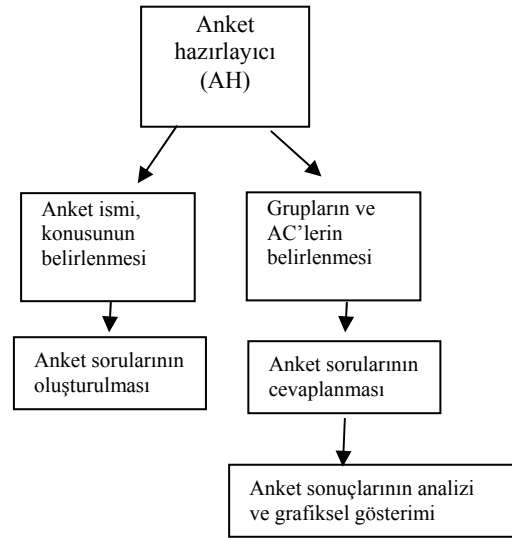 Anket
hazırlayıcı
(AH)
Anket ismi,
konusunun
belirlenmesi
Grupların ve
AC’lerin
belirlenmesi
Anket sorularının
oluşturulması
Anket sorularının
cevaplanması
Anket sonuçlarının analizi
ve grafiksel gösterimi